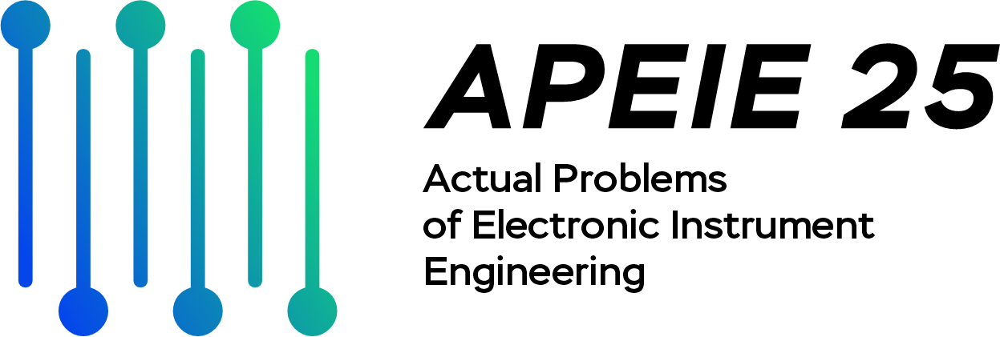 APEIE 25
Actual Problems
of Electronic Instrument
Engineering